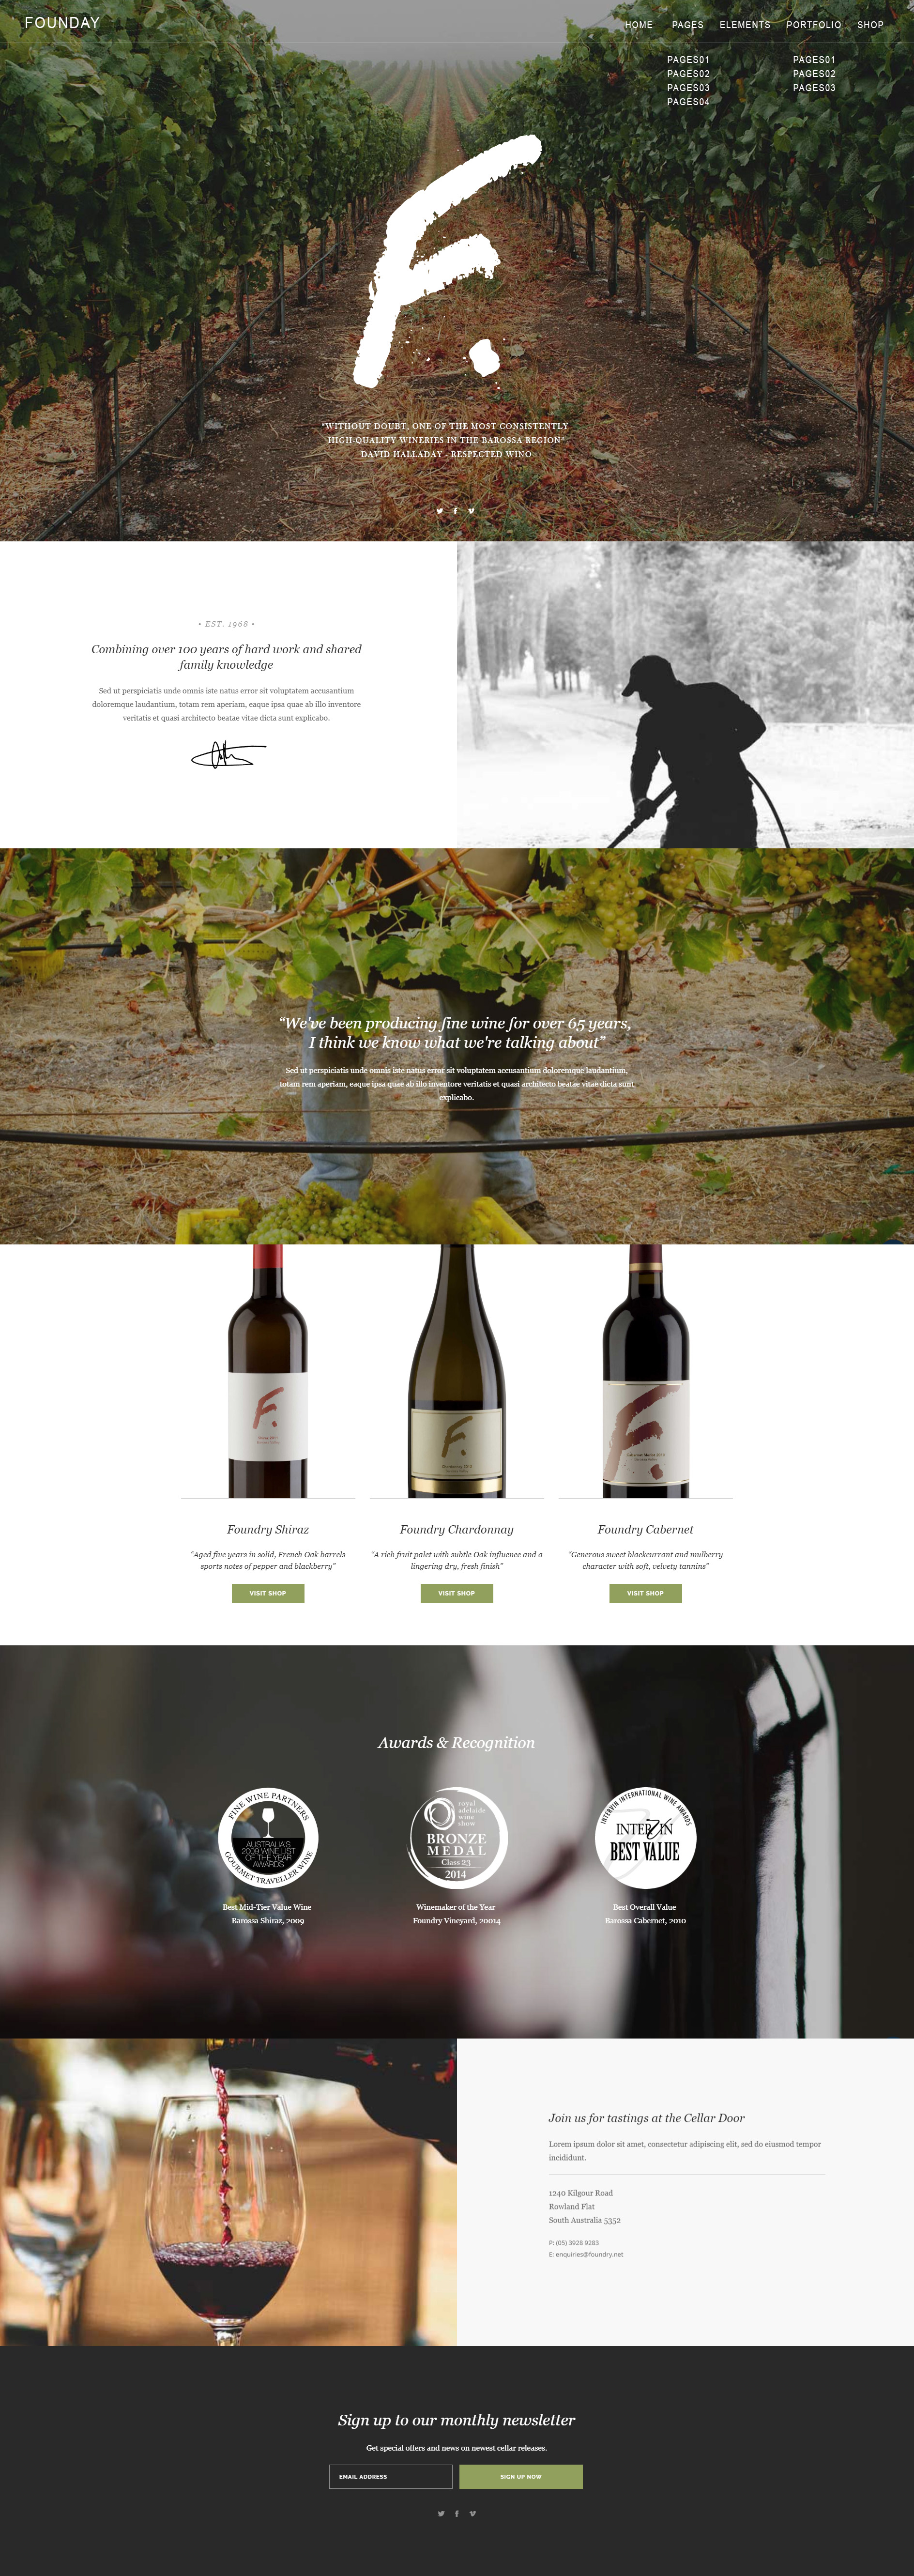 FOUNDAY
HOME PAGES ELEMENTS PORTFOLIO SHOP
PAGES01 PAGES01
PAGES02 PAGES02
PAGES03 PAGES03
PAGES04
F.
"WITHOUT DOUBT, ONE OF THE MOST CONSISTENTLY
HIGH QUALITY WINERIES IN THE BAROSSA REGION"
DAVID HALLADAY - RESPECTED WINO
• EST. 1968 •
Combining over 100 years of hard work and shared
family knowledge
Sed ut perspiciatis unde omnis iste natus error sit voluptatem accusantium
doloremque laudantium, totam rem aperiam, eaque ipsa quae ab illo inventore
veritatis et quasi architecto beatae vitae dicta sunt explicabo.
“We've been producing fine wine for over 65 years,
I think we know what we're talking about”
Sed ut perspiciatis unde omnis iste natus error sit voluptatem accusantium doloremque laudantium,
totam rem aperiam, eaque ipsa quae ab illo inventore veritatis et quasi architecto beatae vitae dicta sunt
explicabo.
F.
F.
F.
Foundry Shiraz
“Aged five years in solid, French Oak barrels
sports notes of pepper and blackberry”
VISIT SHOP
Foundry Chardonnay
“A rich fruit palet with subtle Oak influence and a
lingering dry, fresh finish”
VISIT SHOP
Foundry Cabernet
“Generous sweet blackcurrant and mulberry
character with soft, velvety tannins”
VISIT SHOP
Awards & Recognition
FINE WINE PARTNERS
AUSTRALIA'S
2009 WINE LIST
OF THE YEAR
AWARDS
GOURMET TRAVELLER WINE
Best Mid-Tier Value Wine
Barossa Shiraz, 2009
royal
adelaide
wine
show
BRONZE
MEDAL
Class 23
2014
Winemaker of the Year
Foundry Vineyard, 20014
INTERVIN INTERNATIONAL WINE AWARDS
INTERVIN
BEST VALUE
Best Overall Value
Barossa Cabernet, 2010
Join us for tastings at the Cellar Door
Lorem ipsum dolor sit amet, consectetur adipiscing elit, sed do eiusmod tempor
incididunt.
1240 Kilgour Road
Rowland Flat
South Australia 5352
P: (05) 3928 9283
E: enquiries@foundry.net
Sign up to our monthly newsletter
Get special offers and news on newest cellar releases.
EMAIL ADDRESS
SIGN UP NOW